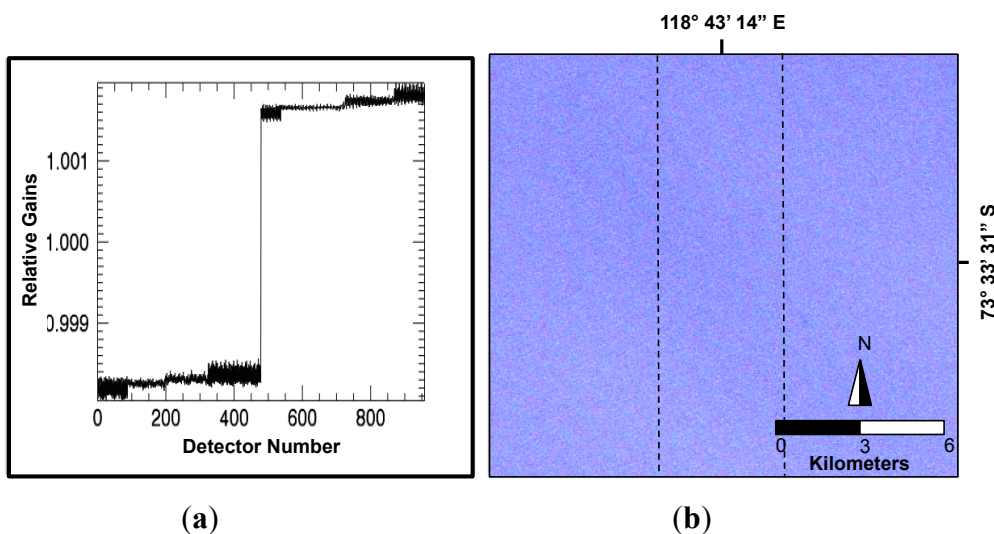 118° 43’ 14” E
1.001
1.000
0.999
Relative Gains
0 200 400 600 800
Detector Number
73° 33’ 31” S
N
0 3 6
Kilometers
(a) (b)